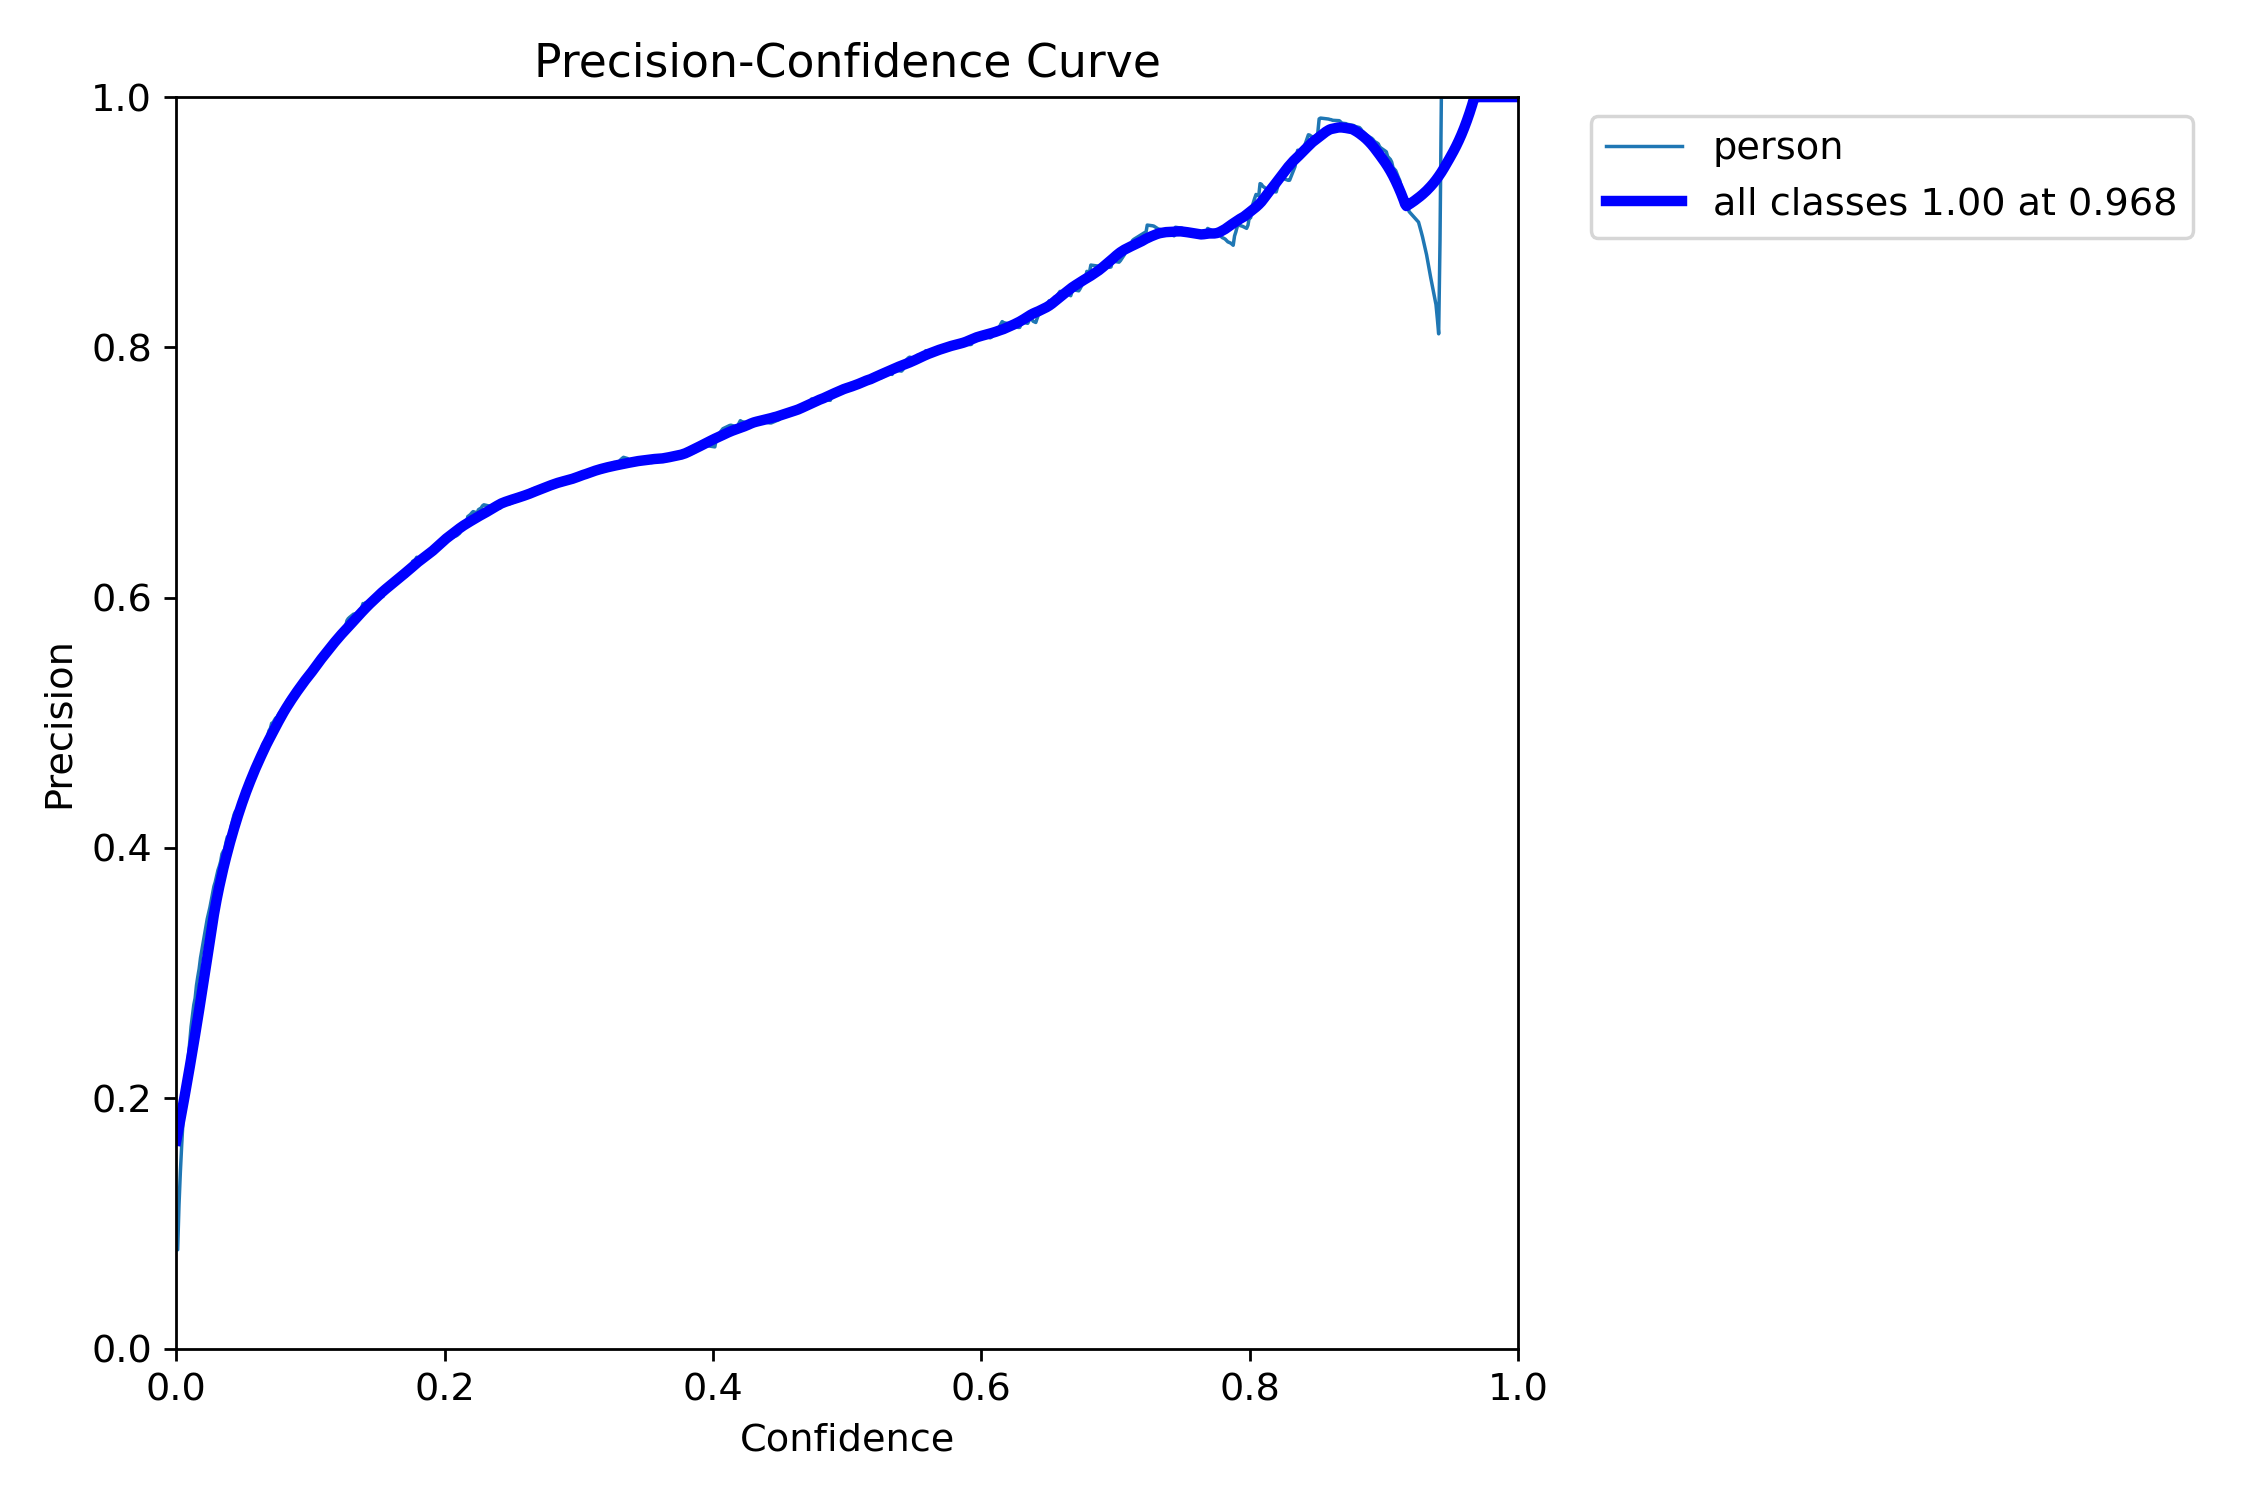 Precision-Confidence Curve
1.0
0.8
0.6
0.4
0.2
0.0
Precision
0.0 0.2 0.4 0.6 0.8 1.0
Confidence
person
all classes 1.00 at 0.968